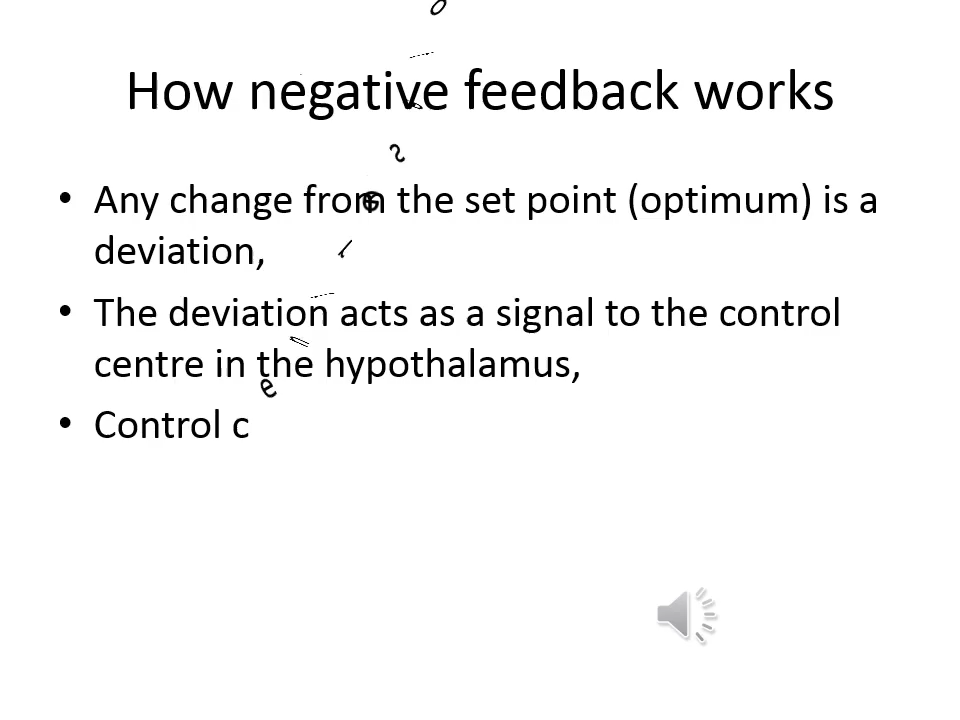 How negative feedback works
• Any change from the set point (optimum) is a
deviation,
• The deviation acts as a signal to the control
centre in the hypothalamus,
• Control c